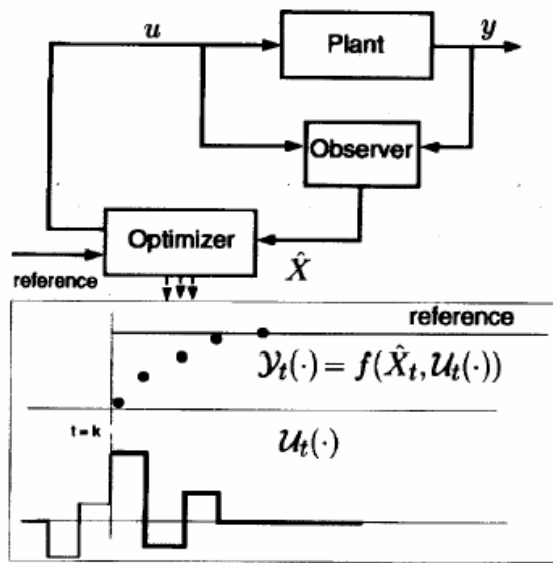 u
Plant
y
Observer
Optimizer
X̂
reference
reference
𝒴ₜ(·) = f(X̂ₜ, 𝒰ₜ(·))
t = k
𝒰ₜ(·)